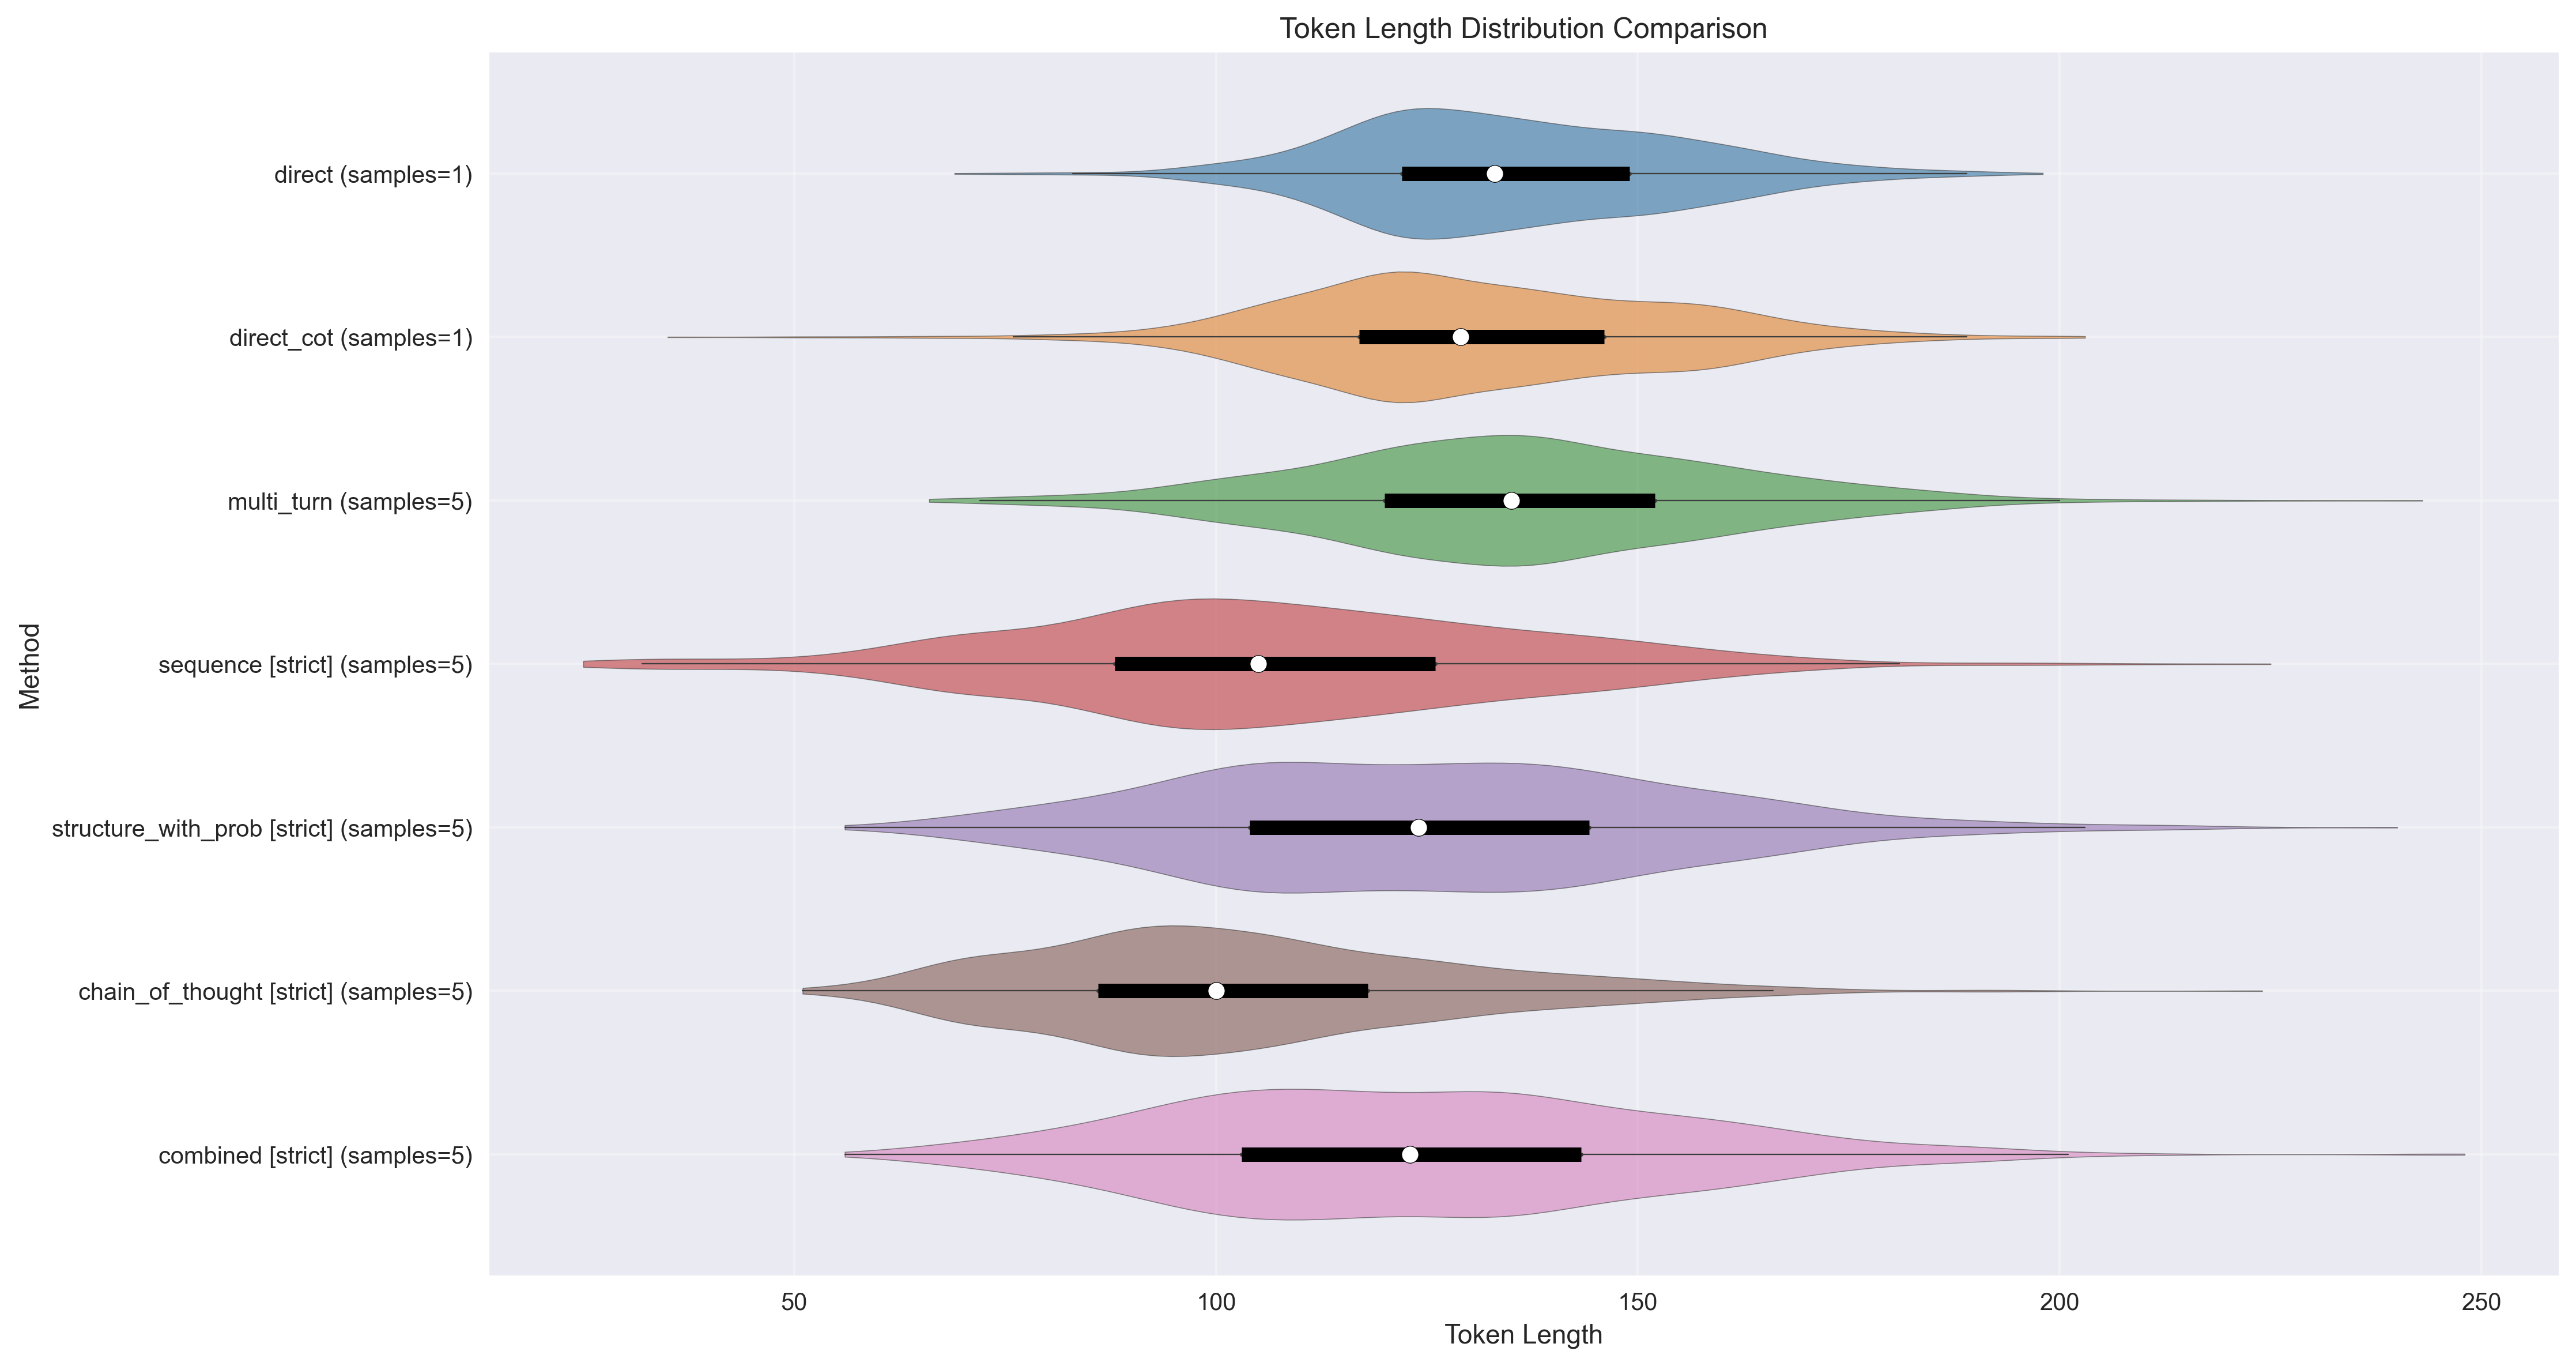 Token Length Distribution Comparison
Method
direct (samples=1)
direct_cot (samples=1)
multi_turn (samples=5)
sequence [strict] (samples=5)
structure_with_prob [strict] (samples=5)
chain_of_thought [strict] (samples=5)
combined [strict] (samples=5)
50 100 150 200 250
Token Length